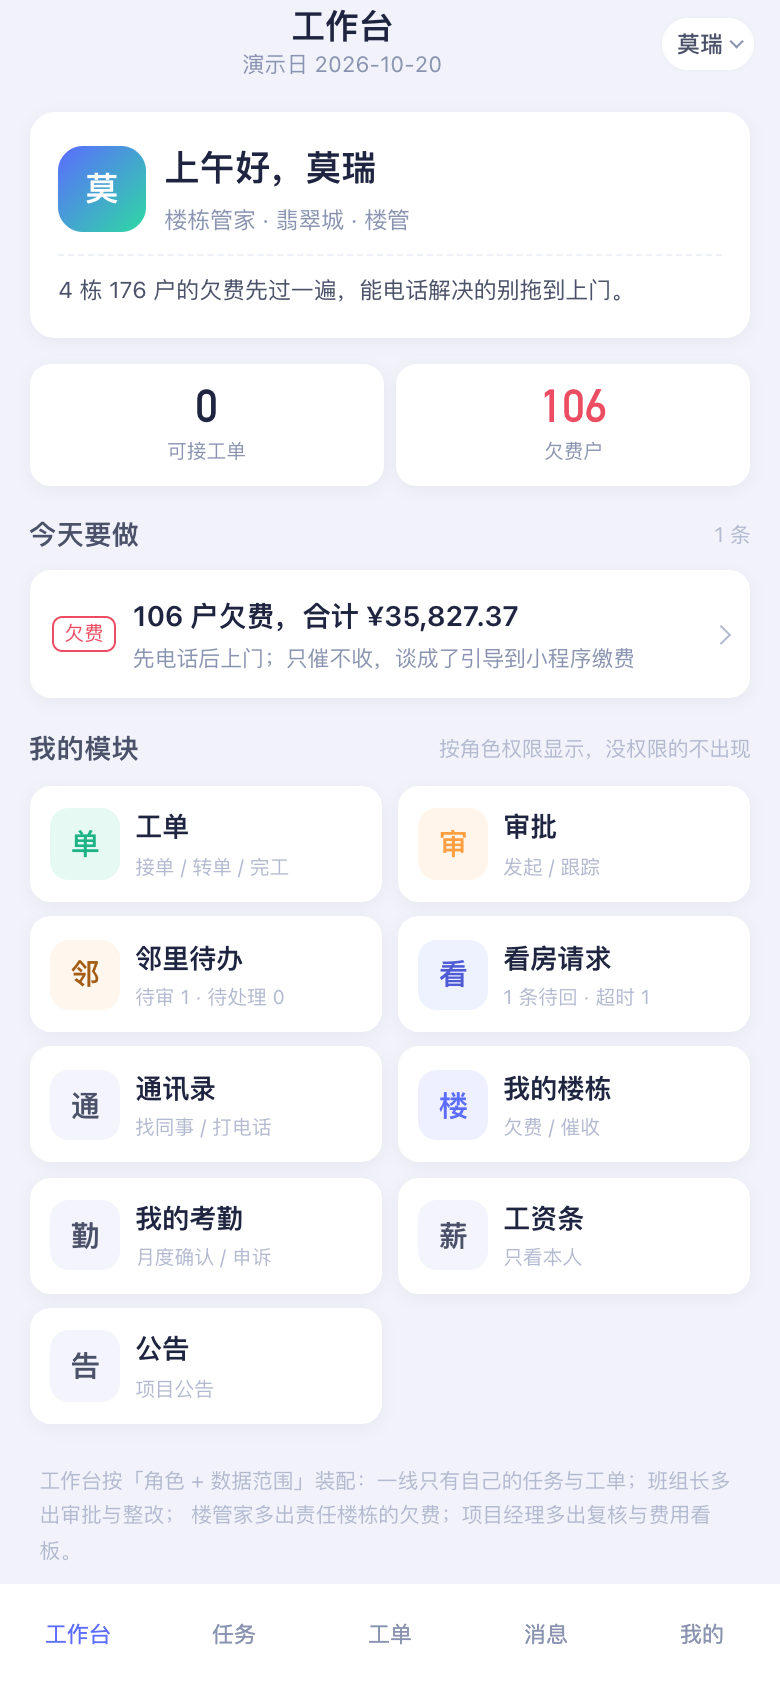 工作台
演示日 2026-10-20
莫瑞
莫
上午好，莫瑞
楼栋管家 · 翡翠城 · 楼管
4 栋 176 户的欠费先过一遍，能电话解决的别拖到上门。
0
可接工单
106
欠费户
今天要做
1 条
欠费
106 户欠费，合计 ¥35,827.37
先电话后上门；只催不收，谈成了引导到小程序缴费
我的模块
按角色权限显示，没权限的不出现
单
工单
接单 / 转单 / 完工
审
审批
发起 / 跟踪
邻
邻里待办
待审 1 · 待处理 0
看
看房请求
1 条待回 · 超时 1
通
通讯录
找同事 / 打电话
楼
我的楼栋
欠费 / 催收
勤
我的考勤
月度确认 / 申诉
薪
工资条
只看本人
告
公告
项目公告
工作台按「角色 + 数据范围」装配：一线只有自己的任务与工单；班组长多
出审批与整改； 楼管家多出责任楼栋的欠费；项目经理多出复核与费用看
板。
工作台
任务
工单
消息
我的